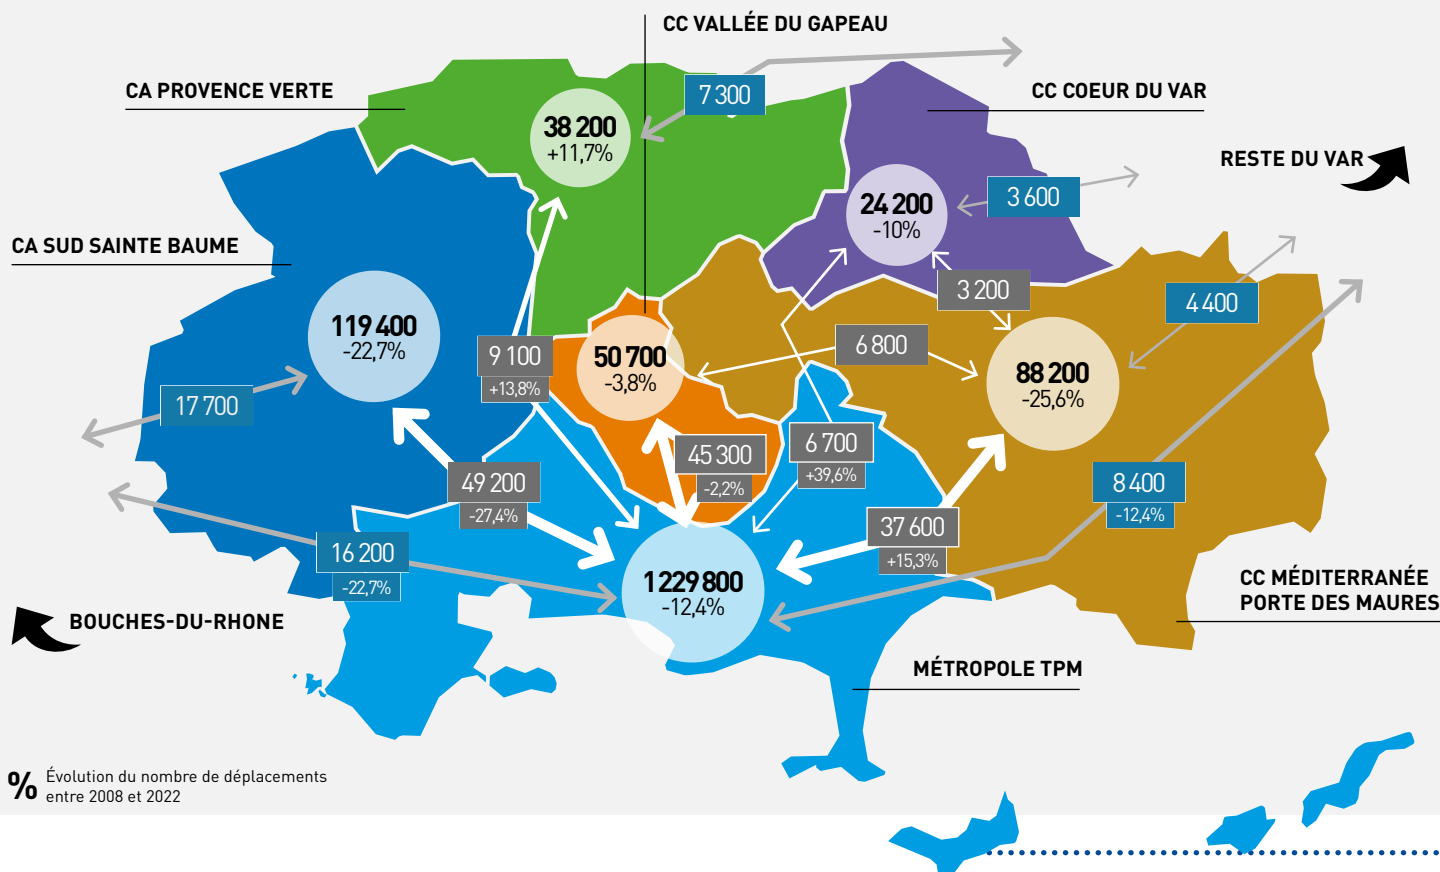 CC VALLÉE DU GAPEAU
CA PROVENCE VERTE
7 300
CC COEUR DU VAR
38 200
+11,7%
RESTE DU VAR
24 200
-10%
3 600
CA SUD SAINTE BAUME
3 200
4 400
119 400
-22,7%
9 100
+13,8%
50 700
-3,8%
6 800
88 200
-25,6%
17 700
45 300
-2,2%
6 700
+39,6%
49 200
-27,4%
8 400
-12,4%
37 600
+15,3%
16 200
-22,7%
1 229 800
-12,4%
CC MÉDITERRANÉE
PORTE DES MAURES
BOUCHES-DU-RHONE
MÉTROPOLE TPM
% Évolution du nombre de déplacements
entre 2008 et 2022